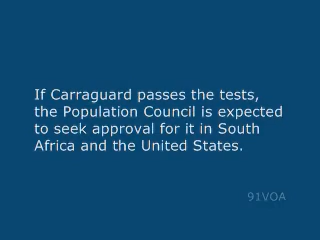 If Carraguard passes the tests,
the Population Council is expected
to seek approval for it in South
Africa and the United States.
91VOA